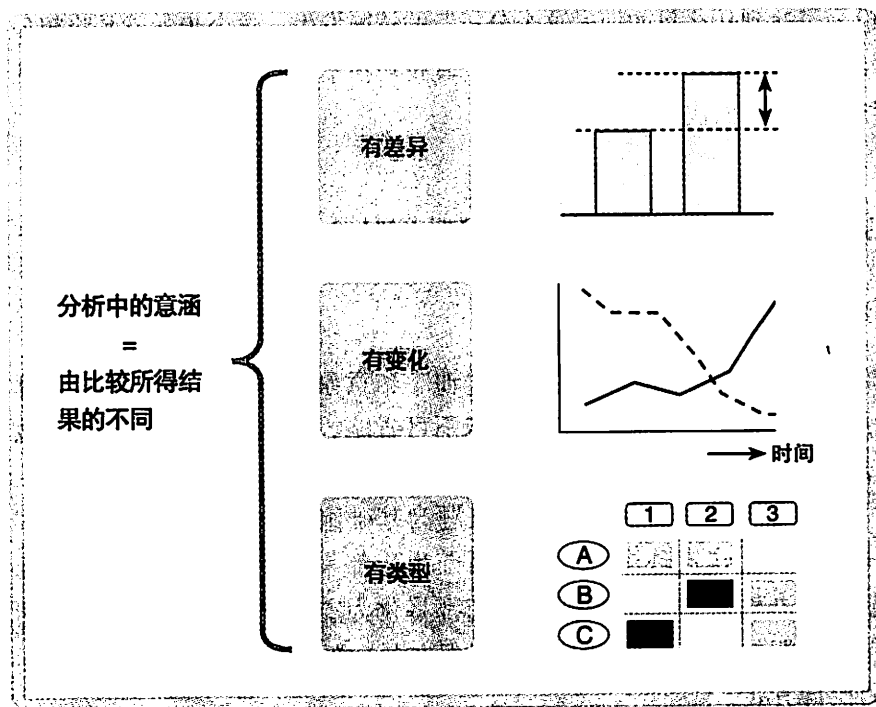 分析中的意涵
=
由比较所得结
果的不同
有差异
有变化
时间
有类型
1 2 3
A
B
C